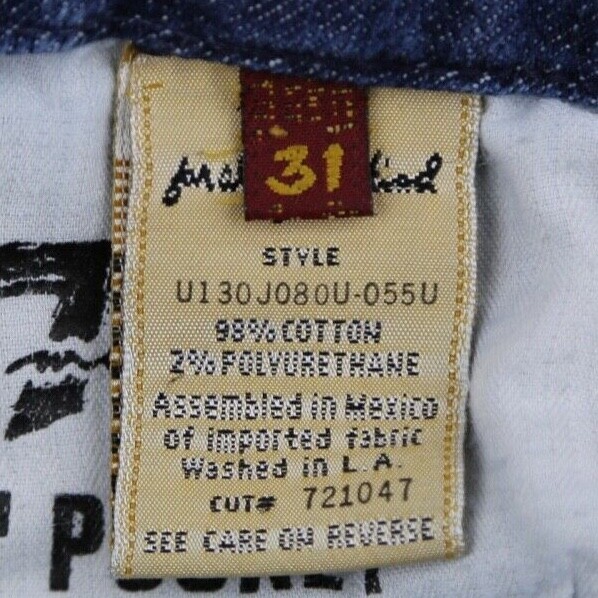 31
STYLE
U130J080U-055U
98% COTTON
2% POLYURETHANE
Assembled in Mexico
of imported fabric
Washed in L.A.
CUT# 721047
SEE CARE ON REVERSE